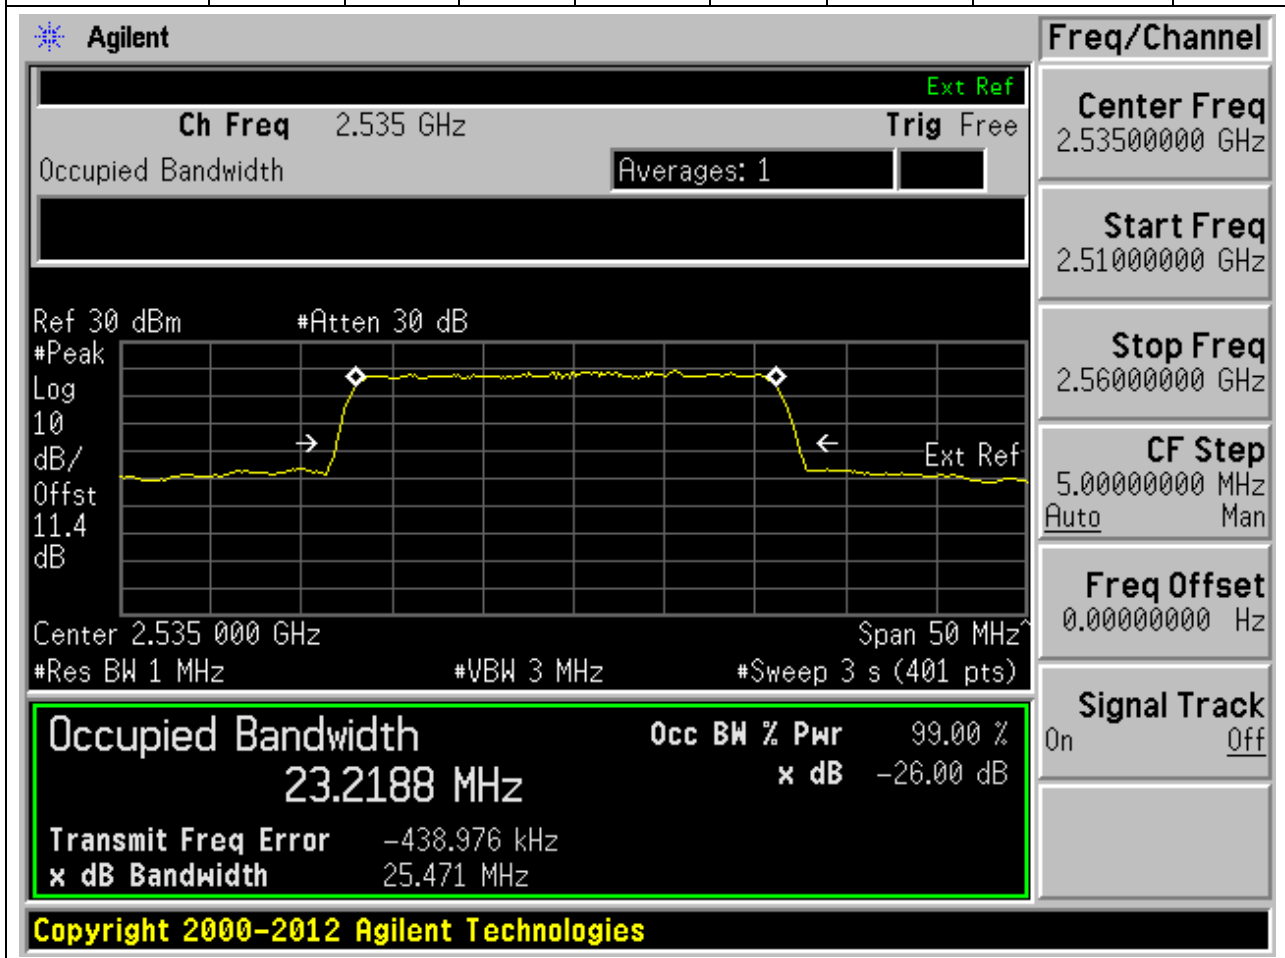 Agilent
Freq/Channel
Ext Ref
Ch Freq 2.535 GHz
Trig Free
Occupied Bandwidth
Averages: 1
Ref 30 dBm #Atten 30 dB
#Peak
Log
10
dB/
Offst
11.4
dB
Ext Ref
Center 2.535 000 GHz
Span 50 MHz^
#Res BW 1 MHz
#VBW 3 MHz
#Sweep 3 s (401 pts)
Occupied Bandwidth
23.2188 MHz
Occ BW % Pwr 99.00 %
x dB -26.00 dB
Transmit Freq Error -438.976 kHz
x dB Bandwidth 25.471 MHz
Copyright 2000-2012 Agilent Technologies
Center Freq
2.53500000 GHz
Start Freq
2.51000000 GHz
Stop Freq
2.56000000 GHz
CF Step
5.00000000 MHz
Auto Man
Freq Offset
0.00000000 Hz
Signal Track
On Off